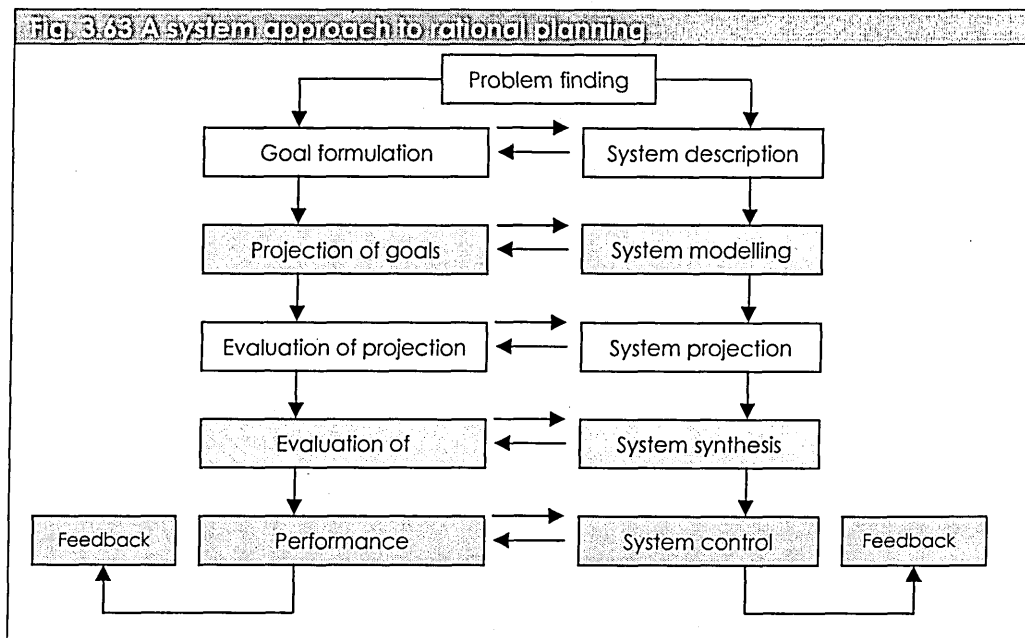 Fig. 3.63 A system approach to rational planning
Problem finding
Goal formulation
System description
Projection of goals
System modelling
Evaluation of projection
System projection
Evaluation of
System synthesis
Feedback
Performance
System control
Feedback